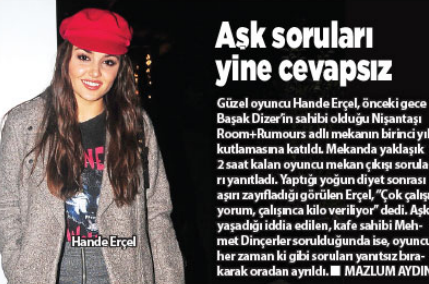 Aşk soruları
yine cevapsız
Güzel oyuncu Hande Erçel, önceki gece
Başak Dizer'in sahibi olduğu Nişantaşı
Room+Rumours adlı mekanın birinci yıl
kutlamasına katıldı. Mekanda yaklaşık
2 saat kalan oyuncu mekan çıkışı sorula-
rı yanıtladı. Yaptığı yoğun diyet sonrası
aşırı zayıfladığı görülen Erçel, "Çok çalışı-
yorum, çalışınca kilo veriliyor" dedi. Aşk
yaşadığı iddia edilen, kafe sahibi Meh-
met Dinçerler sorulduğunda ise, oyuncu
her zaman ki gibi soruları yanıtsız bıra-
karak oradan ayrıldı. ■ MAZLUM AYDIN
Hande Erçel